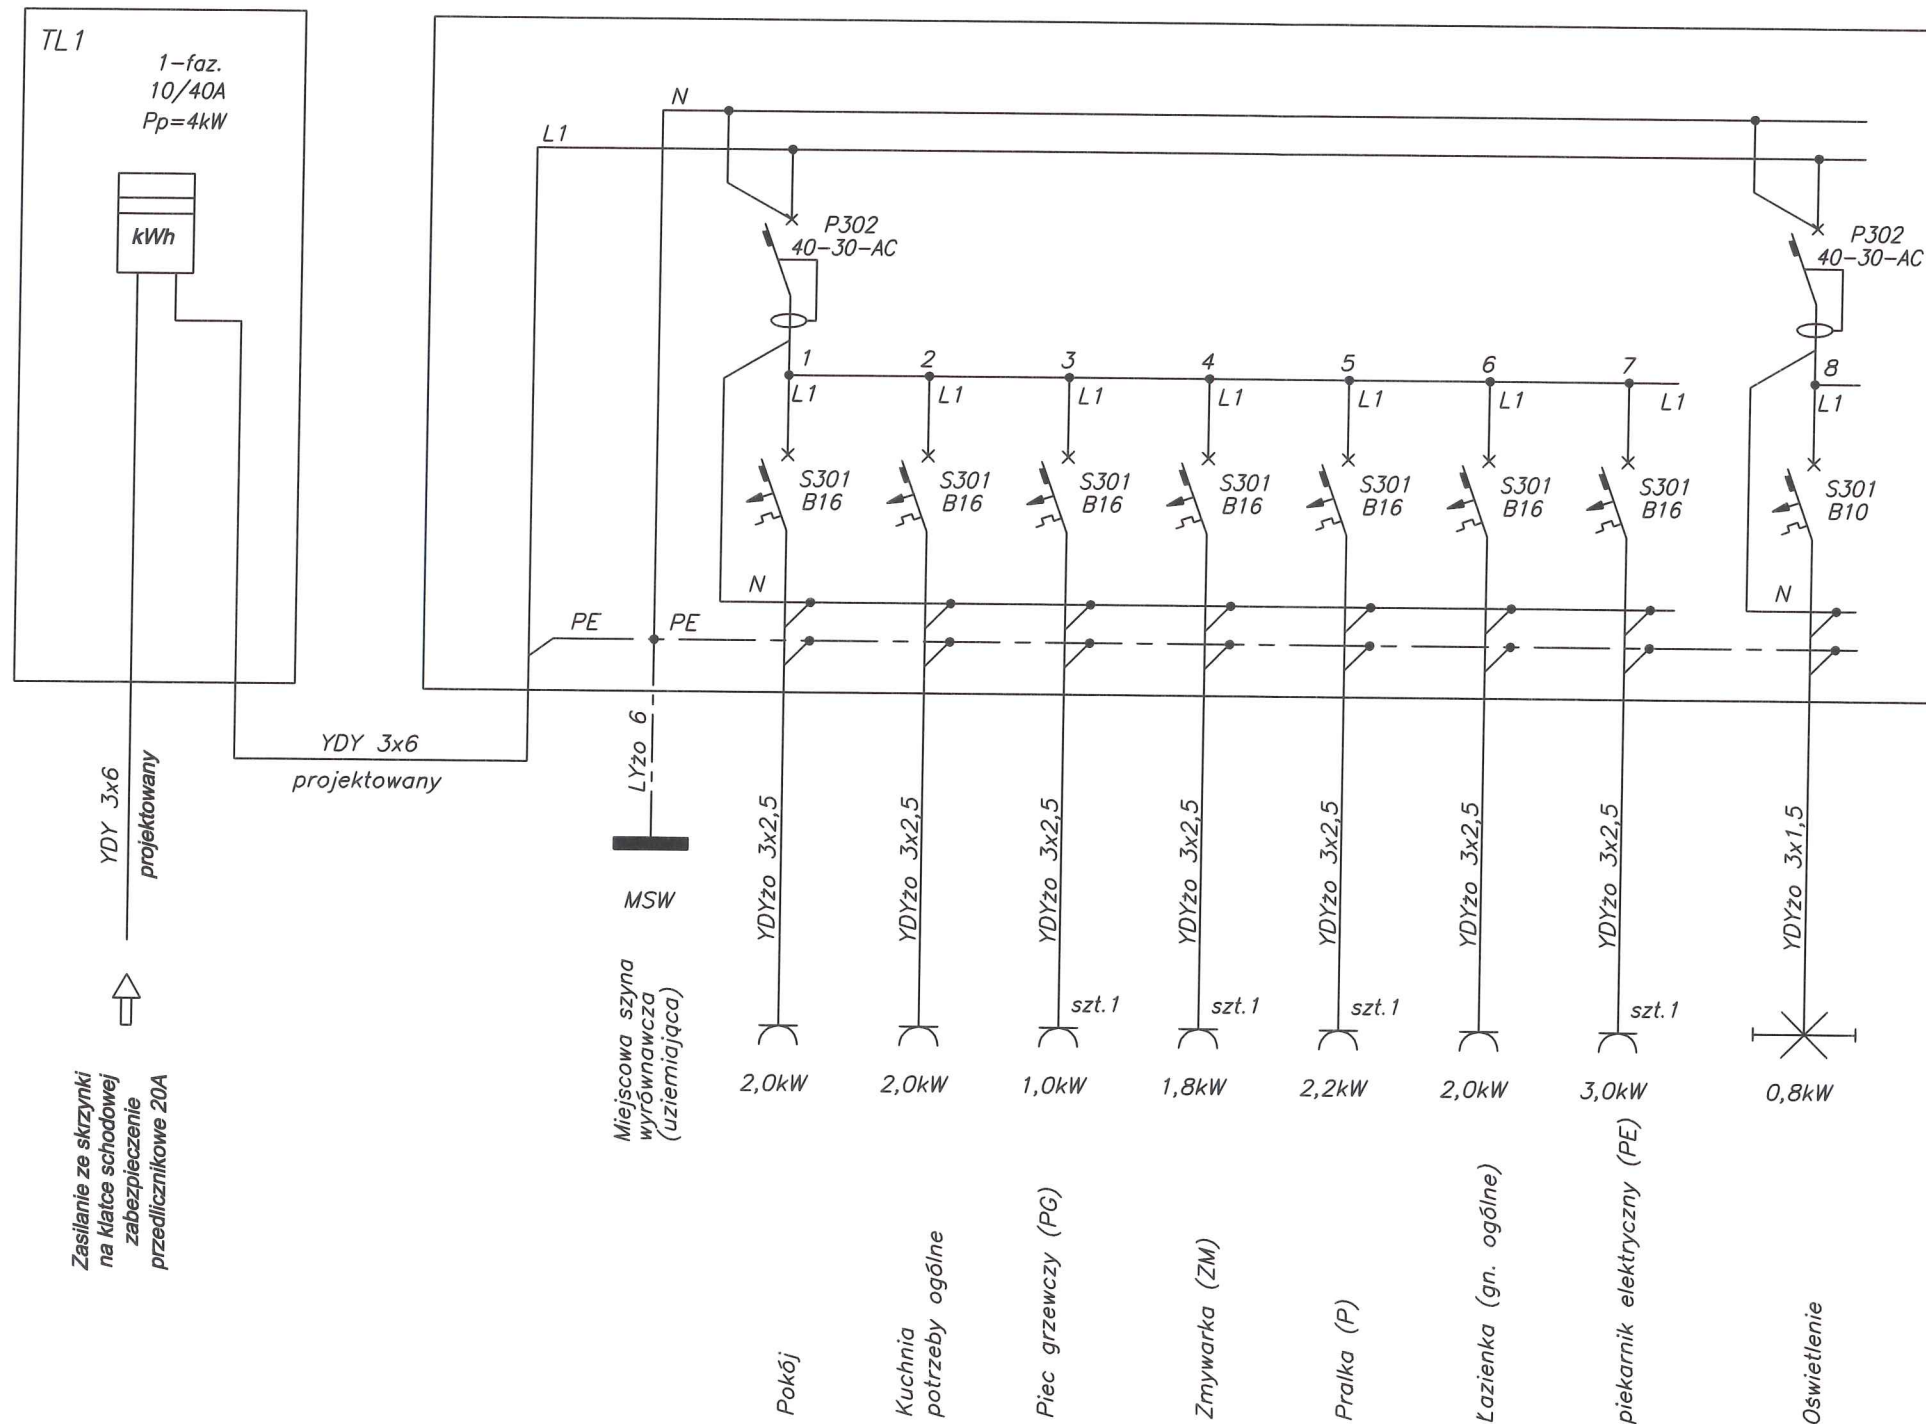 TL1
1-faz.
10/40A
Pp=4kW
kWh
N
L1
P302
40-30-AC
P302
40-30-AC
1
2
3
4
5
6
7
8
L1
L1
L1
L1
L1
L1
L1
L1
S301
B16
S301
B16
S301
B16
S301
B16
S301
B16
S301
B16
S301
B16
S301
B10
N
N
PE
PE
YDY 3x6
projektowany
YDY 3x6
projektowany
LYżo 6
MSW
Miejscowa szyna
wyrównawcza
(uziemiająca)
YDYżo 3x2,5
YDYżo 3x2,5
YDYżo 3x2,5
YDYżo 3x2,5
YDYżo 3x2,5
YDYżo 3x2,5
YDYżo 3x2,5
YDYżo 3x1,5
szt.1
szt.1
szt.1
szt.1
2,0kW
2,0kW
1,0kW
1,8kW
2,2kW
2,0kW
3,0kW
0,8kW
Zasilanie ze skrzynki
na klatce schodowej
zabezpieczenie
przedlicznikowe 20A
Pokój
Kuchnia
potrzeby ogólne
Piec grzewczy (PG)
Zmywarka (ZM)
Pralka (P)
Łazienka (gn. ogólne)
piekarnik elektryczny (PE)
Oświetlenie